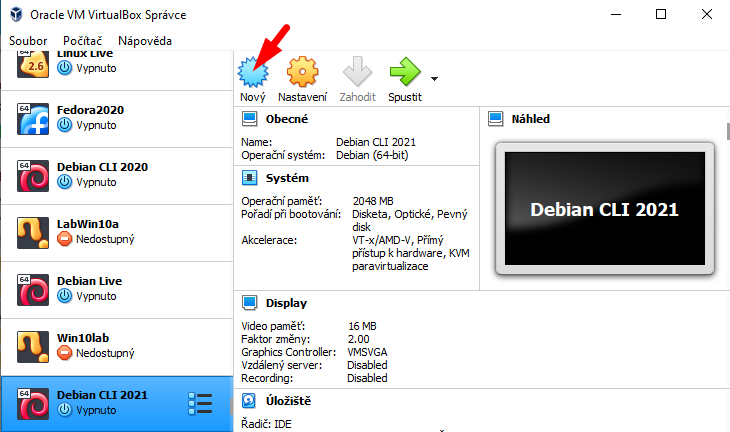 Oracle VM VirtualBox Správce
Soubor Počítač Nápověda
Linux Live
64
2.6
Vypnuto
64
Fedora2020
Vypnuto
64
Debian CLI 2020
Vypnuto
LabWin10a
Nedostupný
64
Debian Live
Vypnuto
Win10lab
Nedostupný
64
Debian CLI 2021
Vypnuto
Nový Nastavení Zahodit Spustit
Obecné
Name: Debian CLI 2021
Operační systém: Debian (64-bit)
Systém
Operační paměť: 2048 MB
Pořadí při bootování: Disketa, Optické, Pevný
disk
Akcelerace: VT-x/AMD-V, Přímý
přístup k hardware, KVM
paravirtualizace
Náhled
Debian CLI 2021
Display
Video paměť: 16 MB
Faktor změny: 2.00
Graphics Controller: VMSVGA
Vzdálený server: Disabled
Recording: Disabled
Úložiště
Řadič: IDE